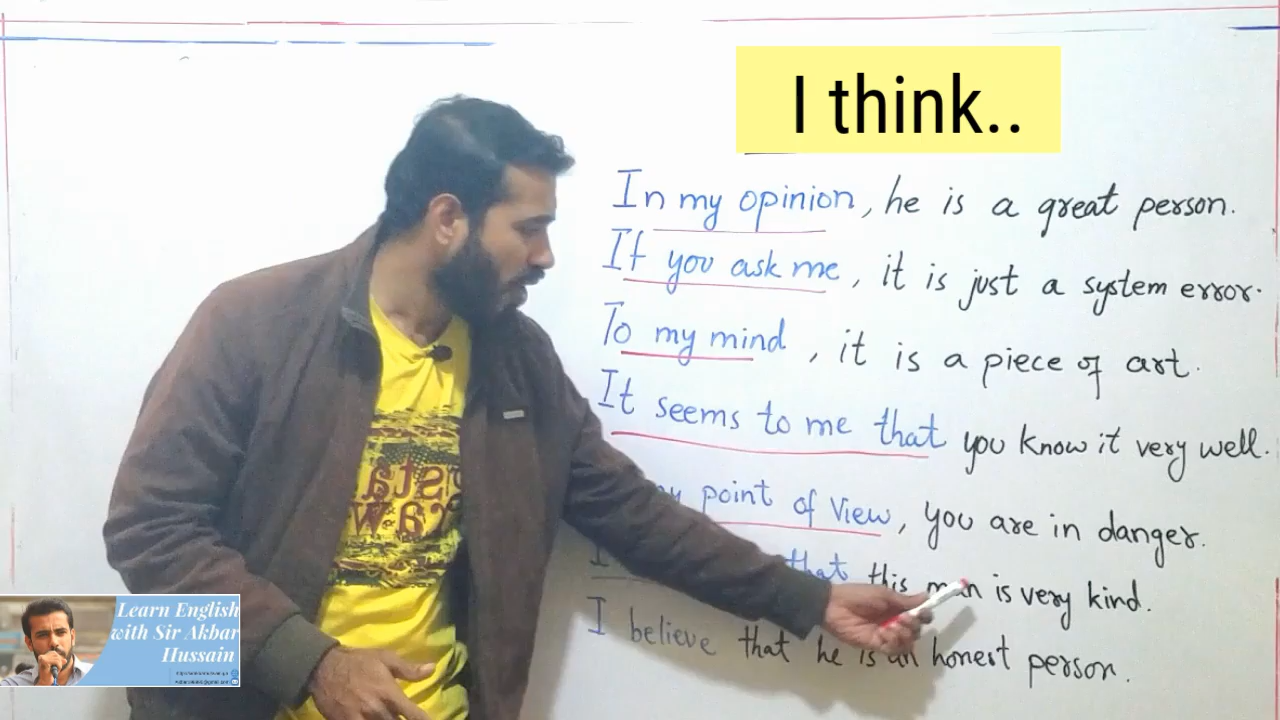 I think..
In my opinion, he is a great person.
If you ask me, it is just a system error.
To my mind, it is a piece of art.
It seems to me that you know it very well.
point of view, you are in danger.
I that this man is very kind.
I believe that he is an honest person.
Learn English
with Sir Akbar
Hussain